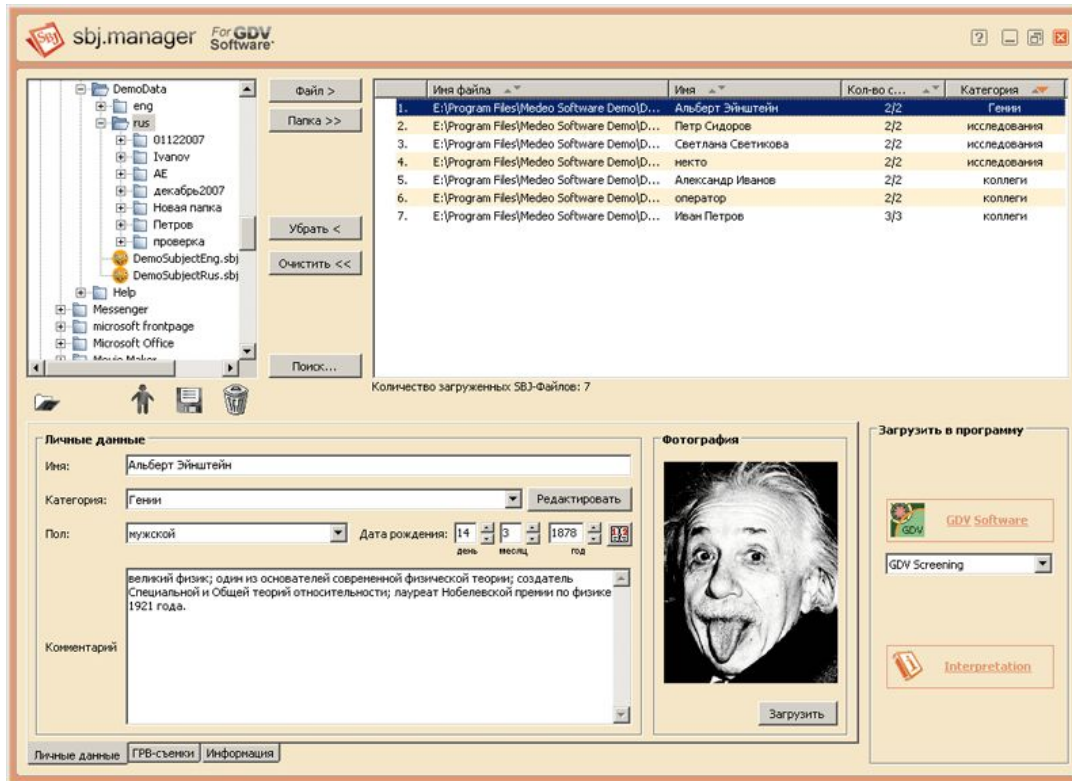 SBJ sbj.manager For GDV Software
DemoData
eng
rus
01122007
Ivanov
AE
декабрь2007
Новая папка
Петров
проверка
DemoSubjectEng.sbj
DemoSubjectRus.sbj
Help
Messenger
microsoft frontpage
Microsoft Office
Movie Maker
Файл >
Папка >>
Убрать <
Очистить <<
Поиск...
Имя файла Имя Кол-во с... Категория
1. E:\Program Files\Medeo Software Demo\D... Альберт Эйнштейн 2/2 Гении
2. E:\Program Files\Medeo Software Demo\D... Петр Сидоров 2/2 исследования
3. E:\Program Files\Medeo Software Demo\D... Светлана Светикова 2/2 исследования
4. E:\Program Files\Medeo Software Demo\D... некто 2/2 исследования
5. E:\Program Files\Medeo Software Demo\D... Александр Иванов 2/2 коллеги
6. E:\Program Files\Medeo Software Demo\D... оператор 2/2 коллеги
7. E:\Program Files\Medeo Software Demo\D... Иван Петров 3/3 коллеги
Количество загруженных SBJ-Файлов: 7
Личные данные
Имя: Альберт Эйнштейн
Категория: Гении Редактировать
Пол: мужской Дата рождения: 14 3 1878
день месяц год
Комментарий
великий физик; один из основателей современной физической теории; создатель
Специальной и Общей теорий относительности; лауреат Нобелевской премии по физике
1921 года.
Фотография
Загрузить
Загрузить в программу
GDV GDV Software
GDV Screening
Interpretation
Личные данные ГРВ-съемки Информация